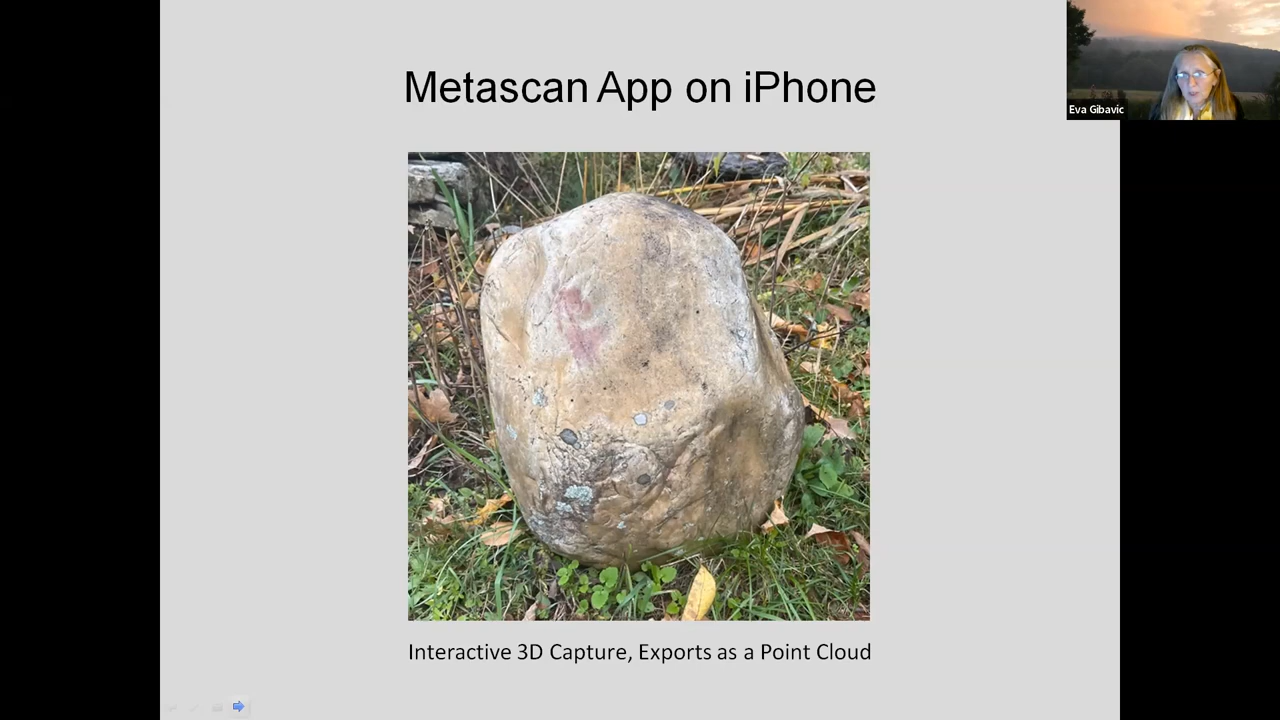 Metascan App on iPhone
Eva Gibavic
Interactive 3D Capture, Exports as a Point Cloud